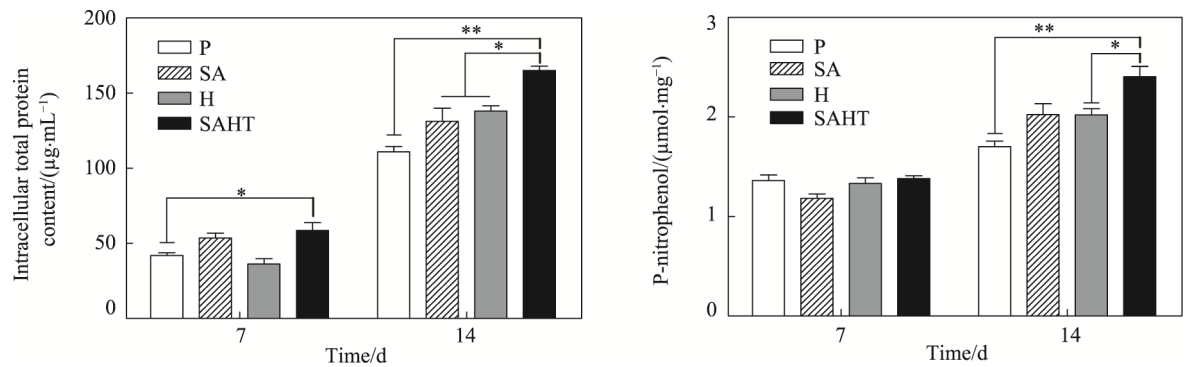 200
150
100
50
0
Intracellular total protein
content/(μg·mL⁻¹)
P
SA
H
SAHT
*
**
*
7
14
Time/d
3
2
1
0
P-nitrophenol/(μmol·mg⁻¹)
P
SA
H
SAHT
**
*
7
14
Time/d